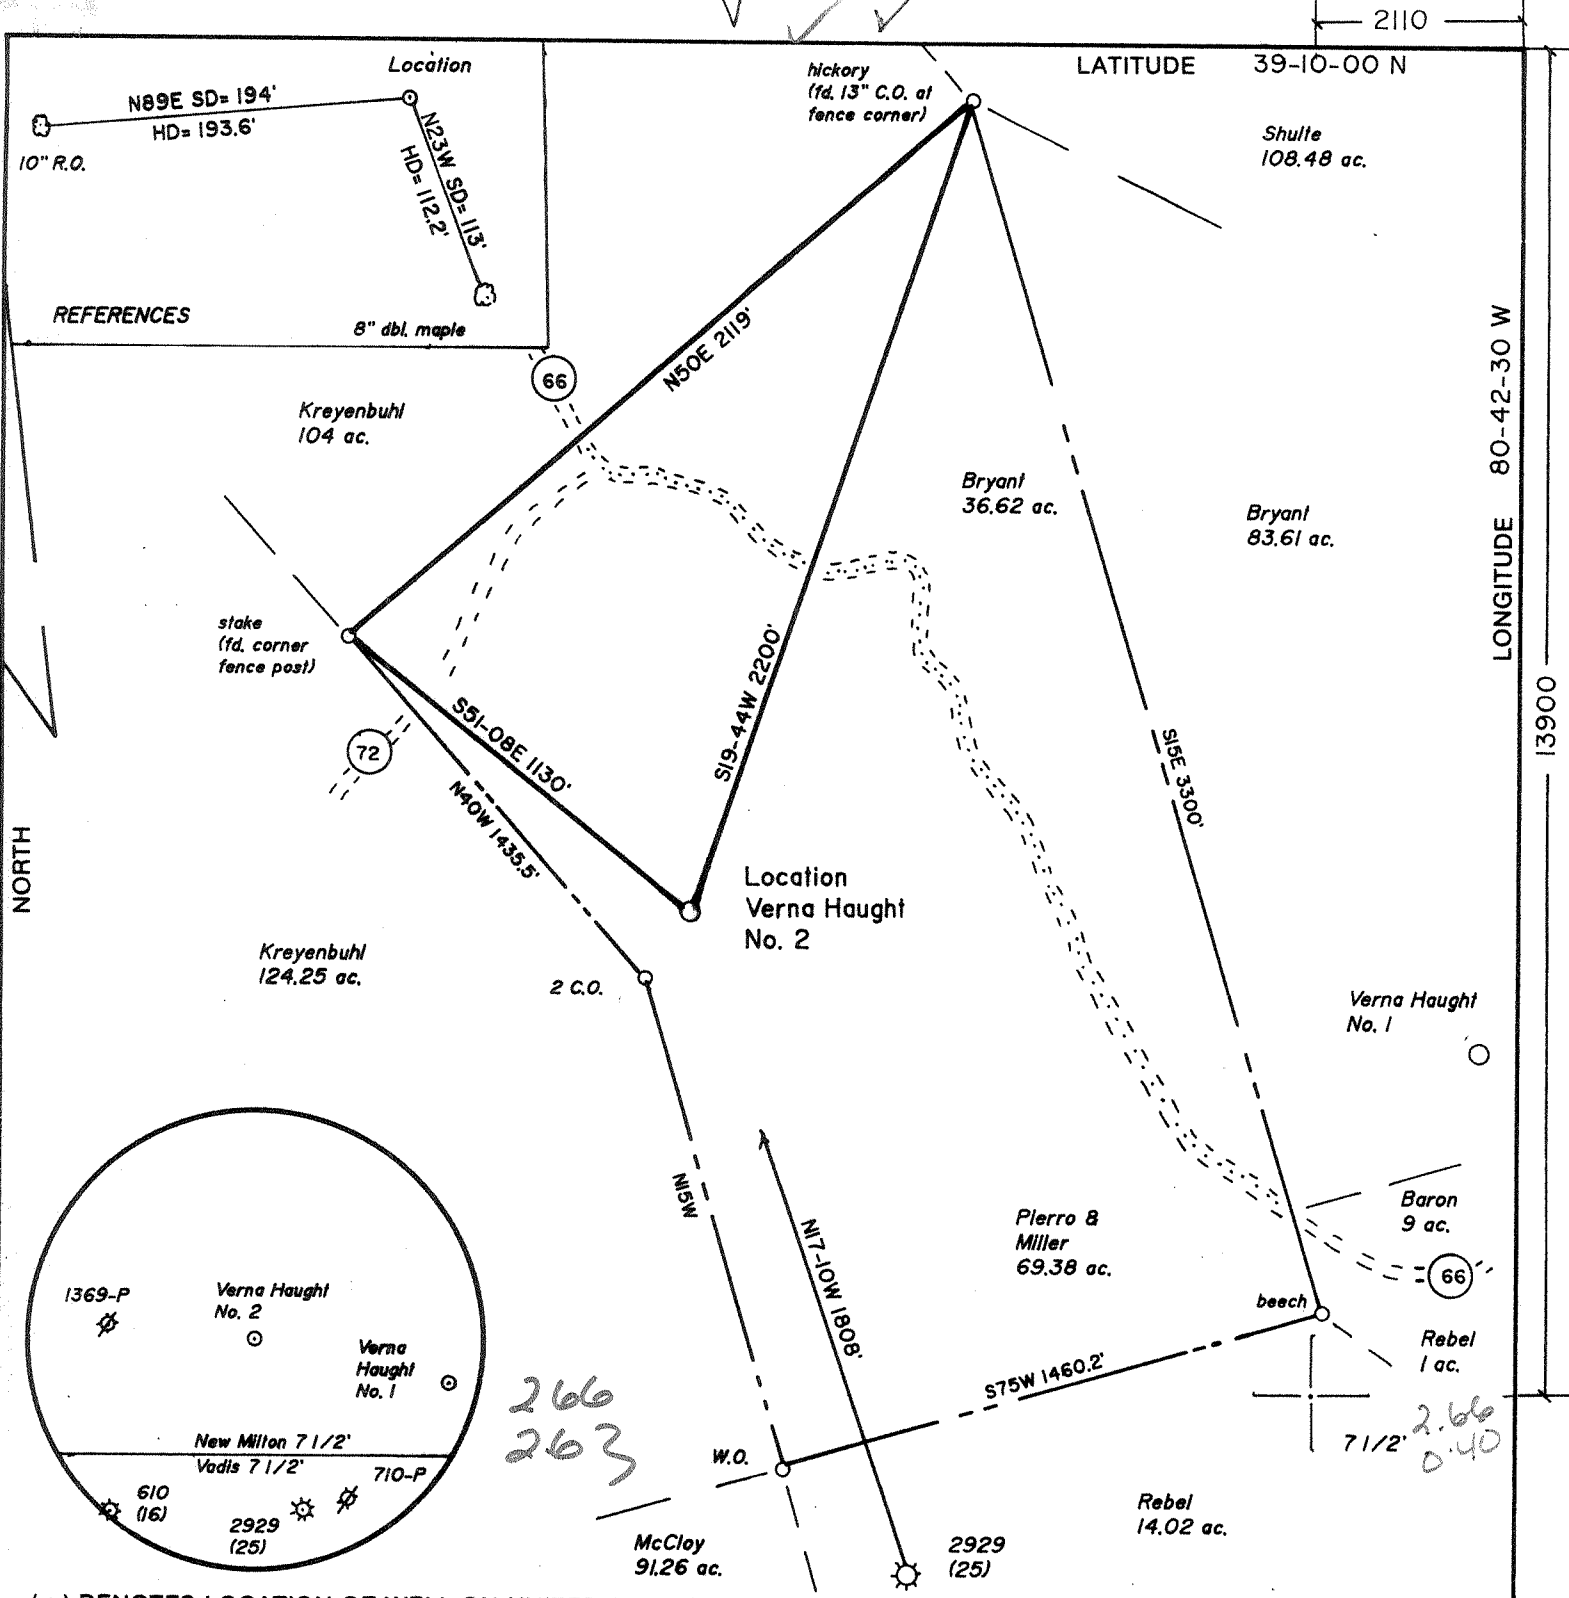 2110
LATITUDE 39-10-00 N
Location
N89E SD= 194'
HD= 193.6'
10" R.O.
N23W SD= 113'
HD= 112.2'
REFERENCES
8" dbl. maple
hickory
(fd. 13" C.O. at
fence corner)
Shulte
108.48 ac.
66
N50E 2119'
Kreyenbuhl
104 ac.
LONGITUDE 80-42-30 W
Bryant
36.62 ac.
Bryant
83.61 ac.
stake
(fd. corner
fence post)
72
S51-08E 1130'
S19-44W 2200'
N40W 1435.5'
S15E 3300'
13900
NORTH
Location
Verna Haught
No. 2
Kreyenbuhl
124.25 ac.
2 C.O.
Verna Haught
No. 1
N15W
N17-10W 1808'
Pierro &
Miller
69.38 ac.
Baron
9 ac.
66
beech
Rebel
1 ac.
S75W 1460.2'
1369-P
Verna Haught
No. 2
Verna
Haught
No. 1
New Milton 7 1/2'
Vadis 7 1/2'
710-P
610
(16)
2929
(25)
266
263
W.O.
7 1/2'
2.66
0.40
Rebel
14.02 ac.
McCloy
91.26 ac.
2929
(25)